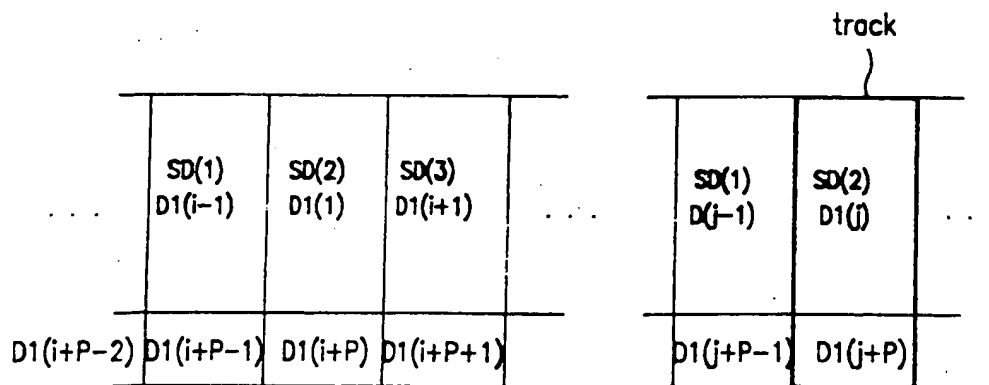 track
SD(1) SD(2) SD(3) SD(1) SD(2)
... D1(i-1) D1(1) D1(i+1) ... D(j-1) D1(j) ...
D1(i+P-2) D1(i+P-1) D1(i+P) D1(i+P+1) D1(j+P-1) D1(j+P)